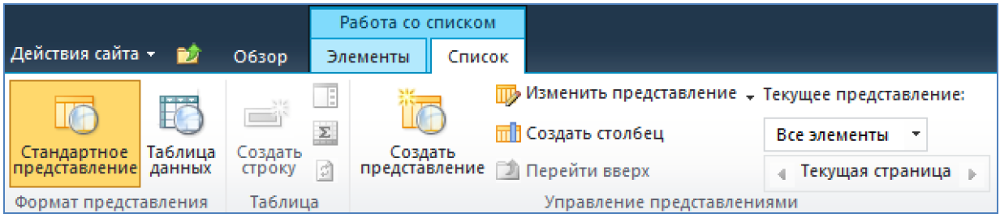 Работа со списком
Действия сайта
Обзор
Элементы
Список
Стандартное
представление
Таблица
данных
Формат представления
Создать
строку
Таблица
Создать
представление
Изменить представление
Создать столбец
Перейти вверх
Текущее представление:
Все элементы
Текущая страница
Управление представлениями